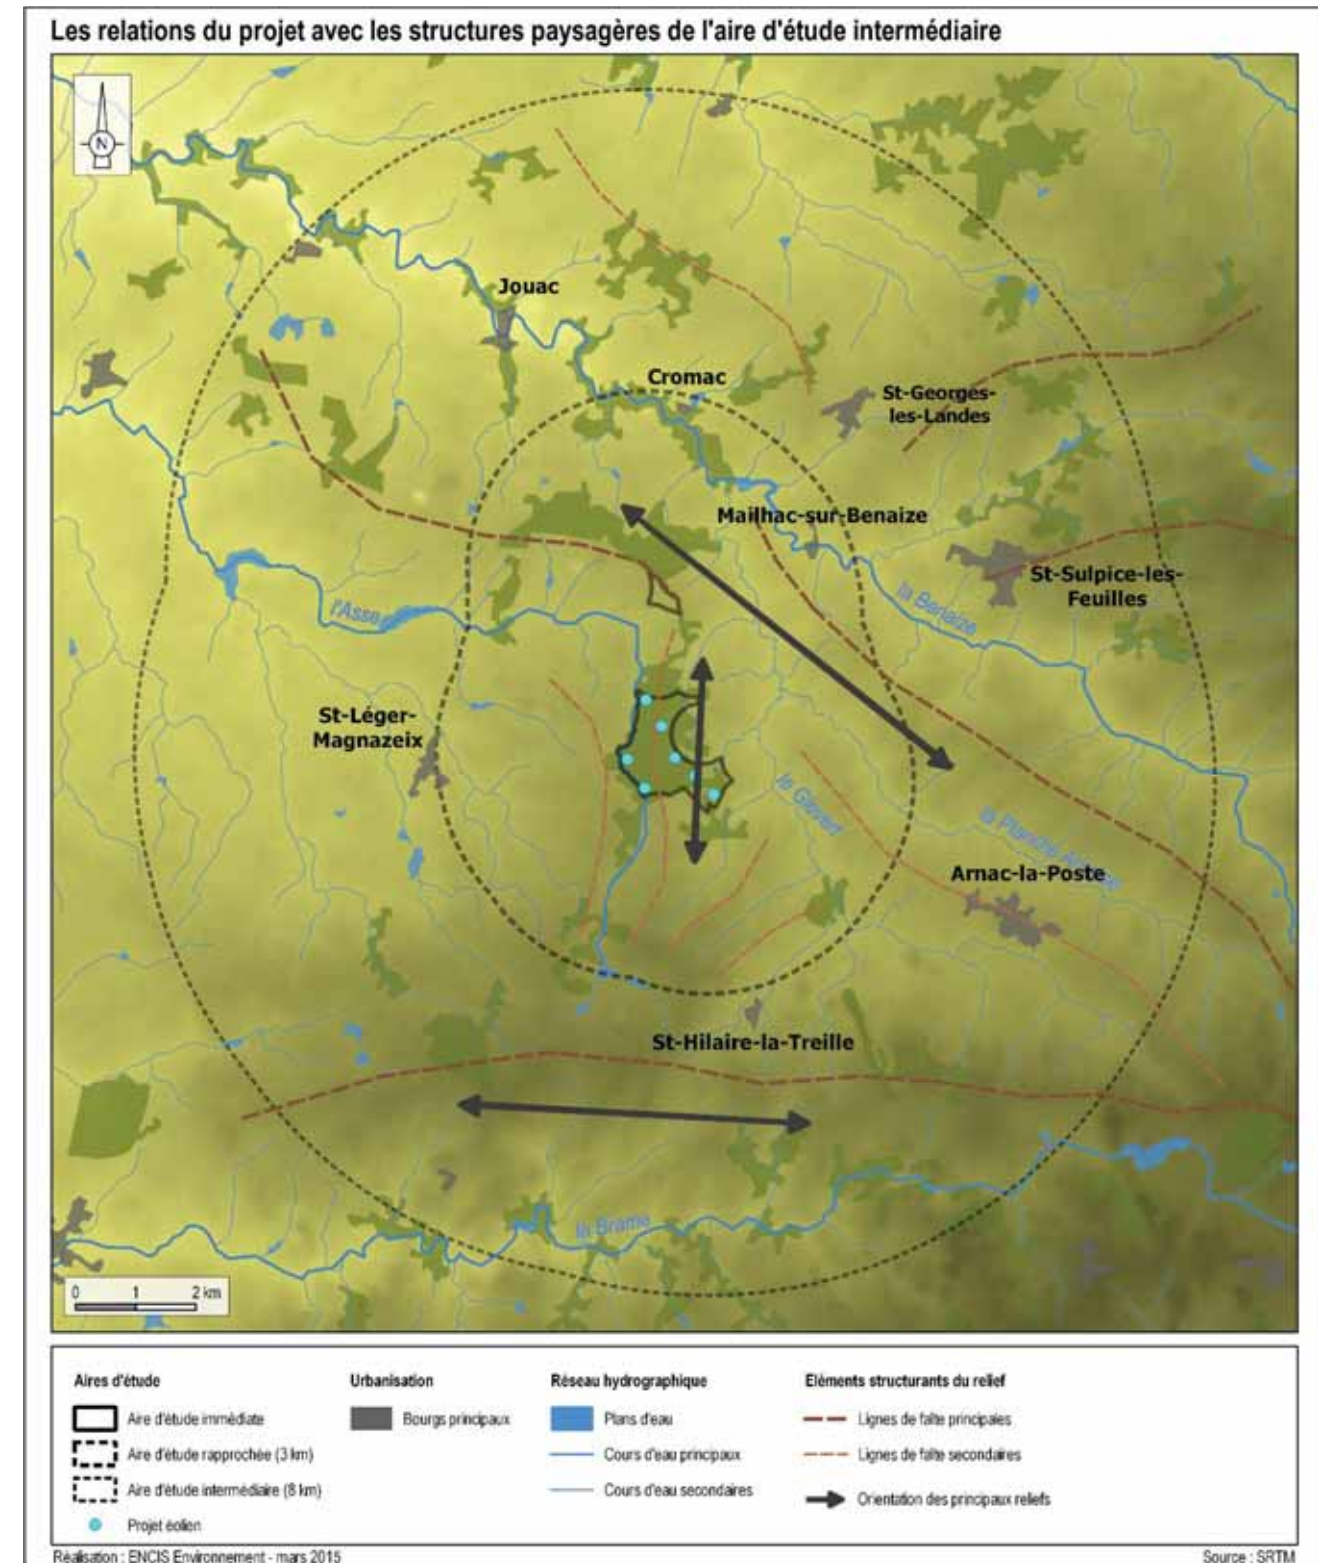 Les relations du projet avec les structures paysagères de l'aire d'étude intermédiaire
N
Jouac
Cromac
St-Georges-
les-Landes
Mailhac-sur-Benaize
St-Sulpice-les-
Feuilles
la Benaize
l'Asse
St-Léger-
Magnazeix
la Planche
Arnac-la-Poste
St-Hilaire-la-Treille
la Brame
0 1 2 km
Aires d'étude
Aire d'étude immédiate
Aire d'étude rapprochée (3 km)
Aire d'étude intermédiaire (8 km)
Projet éolien
Urbanisation
Bourgs principaux
Réseau hydrographique
Plans d'eau
Cours d'eau principaux
Cours d'eau secondaires
Eléments structurants du relief
Lignes de faîte principales
Lignes de faîte secondaires
Orientation des principaux reliefs
Réalisation : ENCIS Environnement - mars 2015
Source : SRTM